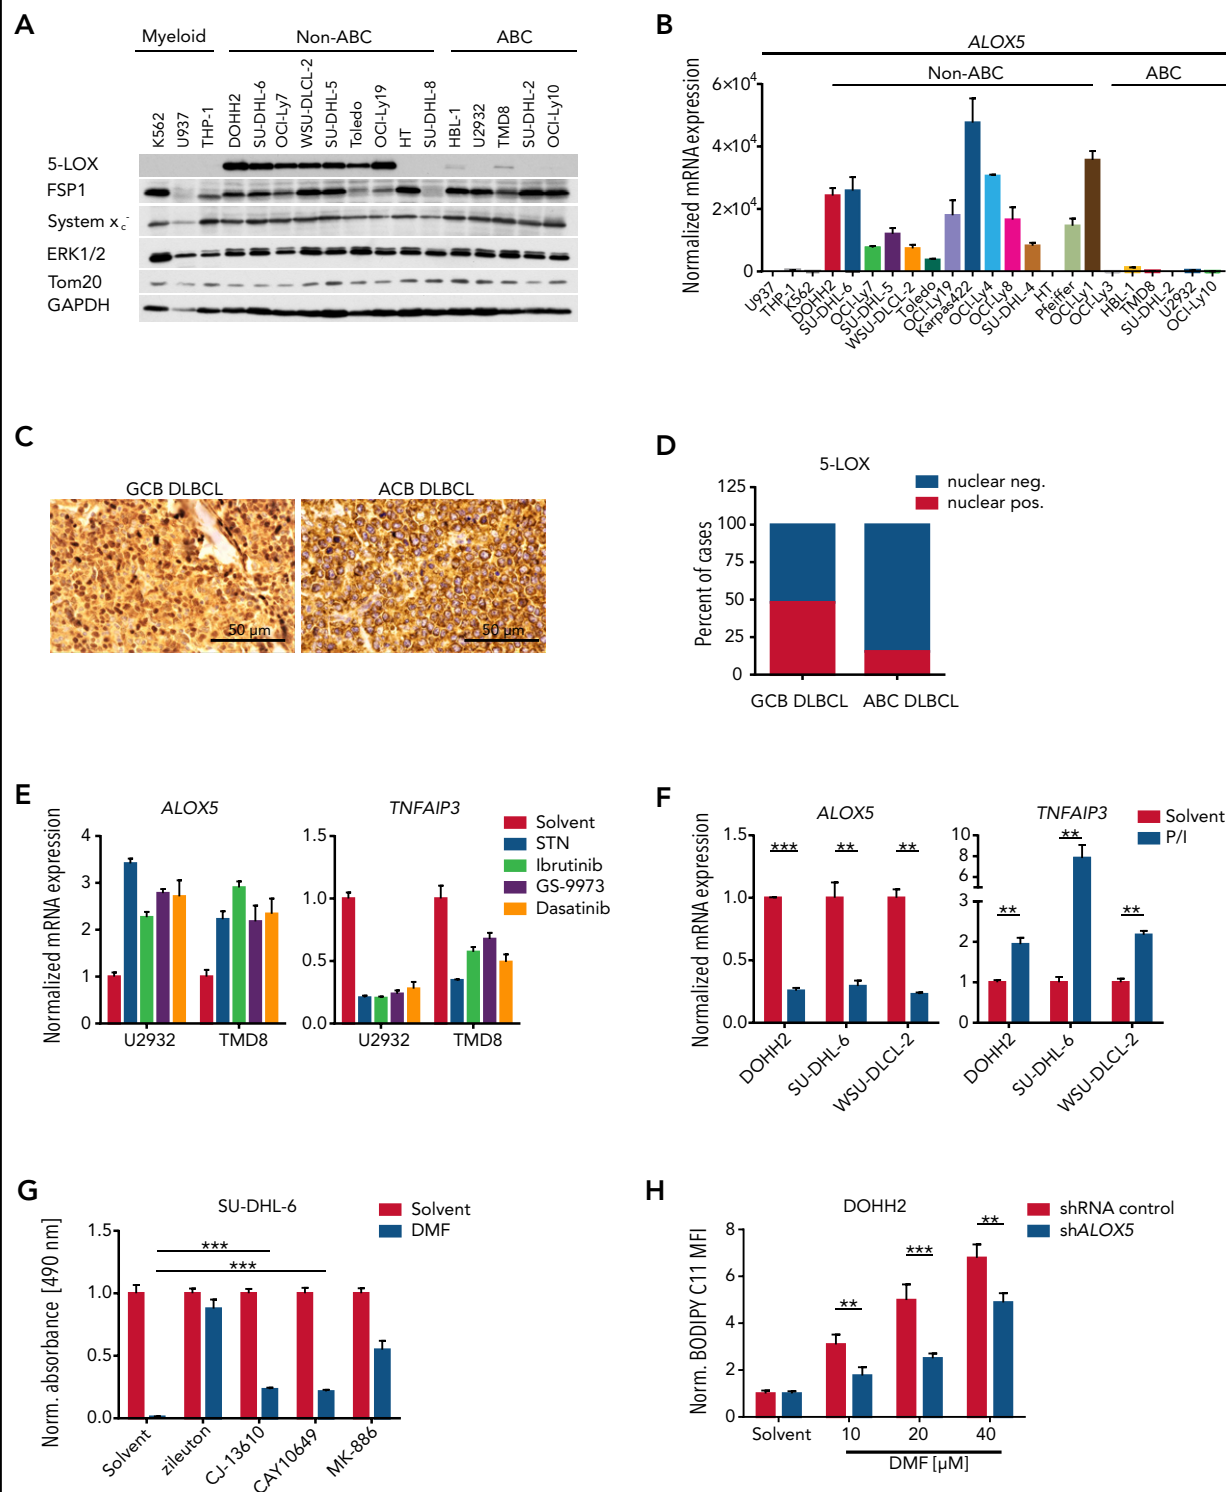 A
Myeloid
Non-ABC
ABC
K562
U937
THP-1
DOHH2
SU-DHL-6
OCI-Ly7
WSU-DLCL-2
SU-DHL-5
Toledo
OCI-Ly19
HT
SU-DHL-8
HBL-1
U2932
TMD8
SU-DHL-2
OCI-Ly10
5-LOX
FSP1
System xc-
ERK1/2
Tom20
GAPDH
B
ALOX5
Non-ABC
ABC
Normalized mRNA expression
6×10⁴
4×10⁴
2×10⁴
0
U937
THP-1
K562
DOHH2
SU-DHL-6
OCI-Ly7
SU-DHL-5
WSU-DLCL-2
Toledo
OCI-Ly19
Karpas422
OCI-Ly4
OCI-Ly8
SU-DHL-4
HT
Pfeiffer
OCI-Ly1
OCI-Ly3
HBL-1
TMD8
SU-DHL-2
U2932
OCI-Ly10
C
GCB DLBCL
ACB DLBCL
50 µm
50 µm
D
5-LOX
nuclear neg.
nuclear pos.
Percent of cases
125
100
75
50
25
0
GCB DLBCL
ABC DLBCL
E
ALOX5
TNFAIP3
Normalized mRNA expression
4
3
2
1
0
U2932
TMD8
1.5
1.0
0.5
0.0
U2932
TMD8
Solvent
STN
Ibrutinib
GS-9973
Dasatinib
F
ALOX5
TNFAIP3
Solvent
P/I
Normalized mRNA expression
1.5
1.0
0.5
0.0
***
**
**
DOHH2
SU-DHL-6
WSU-DLCL-2
10
8
6
3
2
1
0
**
**
**
DOHH2
SU-DHL-6
WSU-DLCL-2
G
SU-DHL-6
Solvent
DMF
Norm. absorbance [490 nm]
1.5
1.0
0.5
0.0
***
***
Solvent
zileuton
CJ-13610
CAY10649
MK-886
H
DOHH2
shRNA control
shALOX5
Norm. BODIPY C11 MFI
8
6
4
2
0
**
***
**
Solvent
10
20
40
DMF [µM]